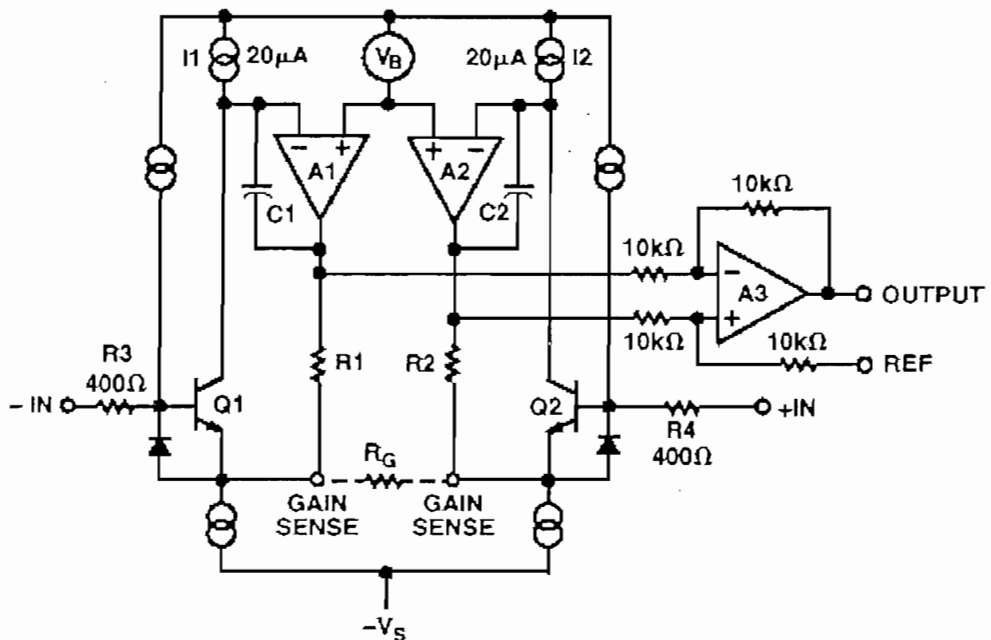 I1
20μA
VB
20μA
I2
A1
A2
C1
C2
10kΩ
10kΩ
A3
OUTPUT
10kΩ
10kΩ
REF
R3
400Ω
R1
R2
- IN
Q1
Q2
+IN
R4
400Ω
RG
GAIN
SENSE
GAIN
SENSE
-VS